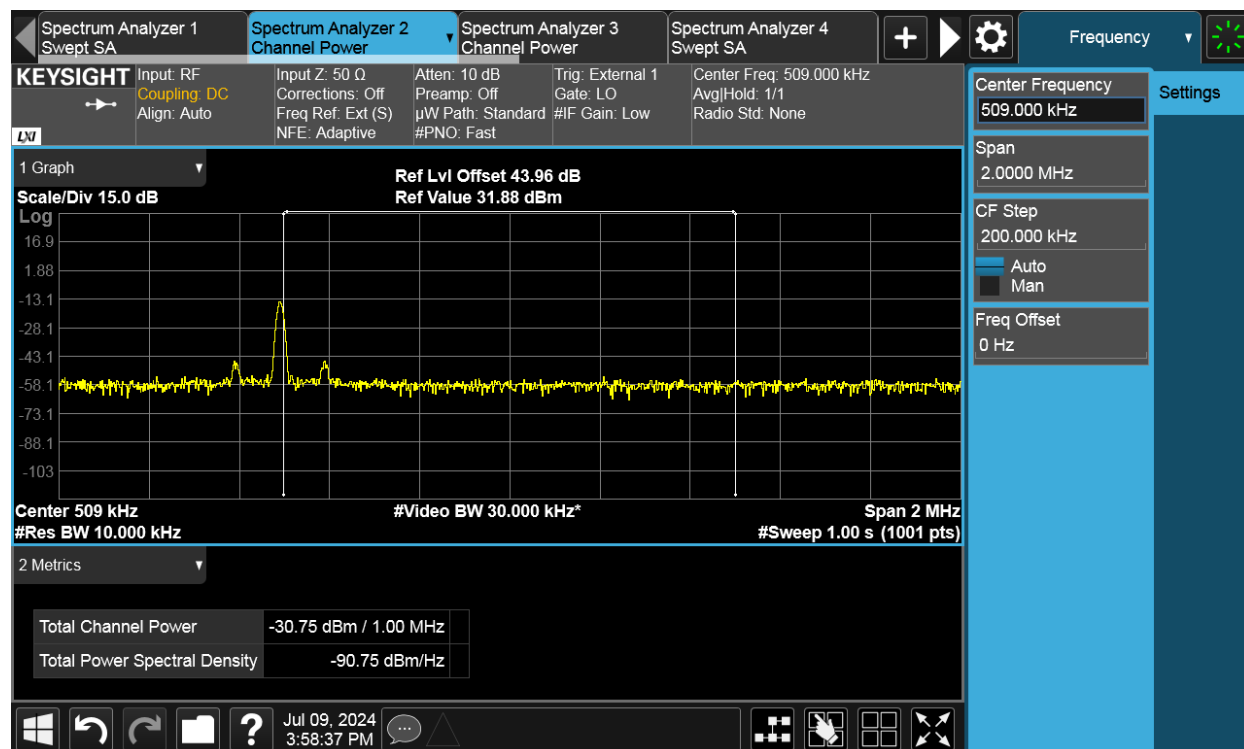 Spectrum Analyzer 1
Swept SA
Spectrum Analyzer 2
Channel Power
Spectrum Analyzer 3
Channel Power
Spectrum Analyzer 4
Swept SA
Frequency
KEYSIGHT
LXI
Input: RF
Coupling: DC
Align: Auto
Input Z: 50 Ω
Corrections: Off
Freq Ref: Ext (S)
NFE: Adaptive
Atten: 10 dB
Preamp: Off
µW Path: Standard
#PNO: Fast
Trig: External 1
Gate: LO
#IF Gain: Low
Center Freq: 509.000 kHz
Avg|Hold: 1/1
Radio Std: None
Center Frequency
509.000 kHz
Settings
Span
2.0000 MHz
CF Step
200.000 kHz
Auto
Man
Freq Offset
0 Hz
1 Graph
Scale/Div 15.0 dB
Ref Lvl Offset 43.96 dB
Ref Value 31.88 dBm
Log
16.9
1.88
-13.1
-28.1
-43.1
-58.1
-73.1
-88.1
-103
Center 509 kHz
#Video BW 30.000 kHz*
Span 2 MHz
#Res BW 10.000 kHz
#Sweep 1.00 s (1001 pts)
2 Metrics
Total Channel Power -30.75 dBm / 1.00 MHz
Total Power Spectral Density -90.75 dBm/Hz
?
Jul 09, 2024
3:58:37 PM